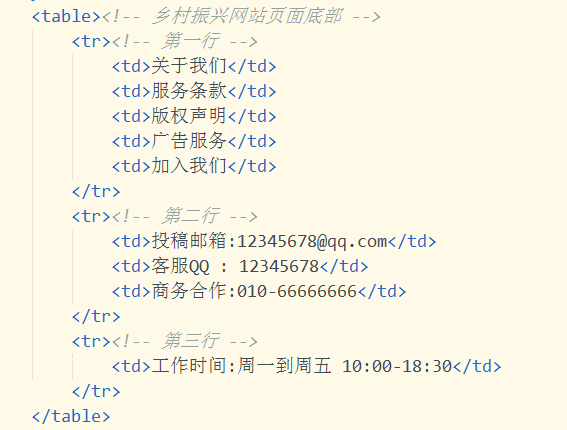 <table><!-- 乡村振兴网站页面底部 -->
<tr><!-- 第一行 -->
<td>关于我们</td>
<td>服务条款</td>
<td>版权声明</td>
<td>广告服务</td>
<td>加入我们</td>
</tr>
<tr><!-- 第二行 -->
<td>投稿邮箱:12345678@qq.com</td>
<td>客服QQ : 12345678</td>
<td>商务合作:010-66666666</td>
</tr>
<tr><!-- 第三行 -->
<td>工作时间:周一到周五 10:00-18:30</td>
</tr>
</table>